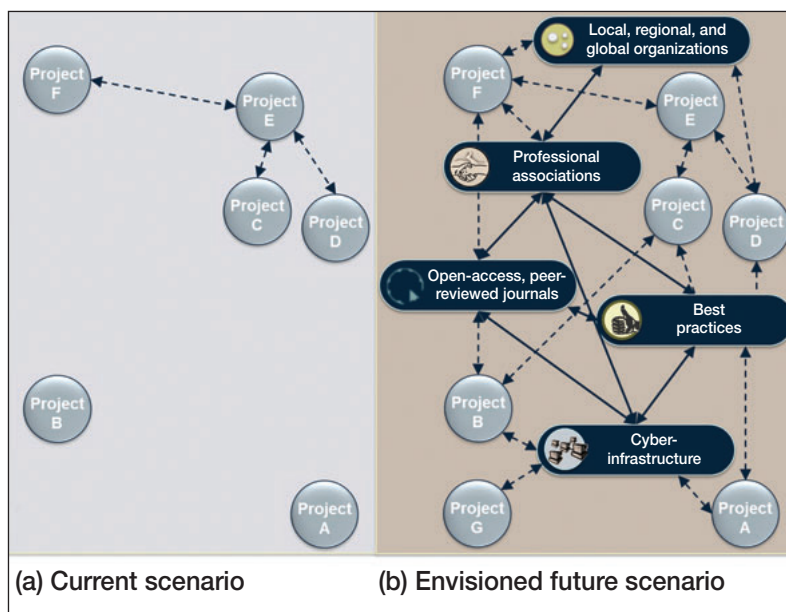 Project
F
Project
E
Project
C
Project
D
Project
B
Project
A
(a) Current scenario
Local, regional, and
global organizations
Project
F
Project
E
Professional
associations
Project
C
Project
D
Open-access, peer-
reviewed journals
Best
practices
Project
B
Cyber-
infrastructure
Project
G
Project
A
(b) Envisioned future scenario